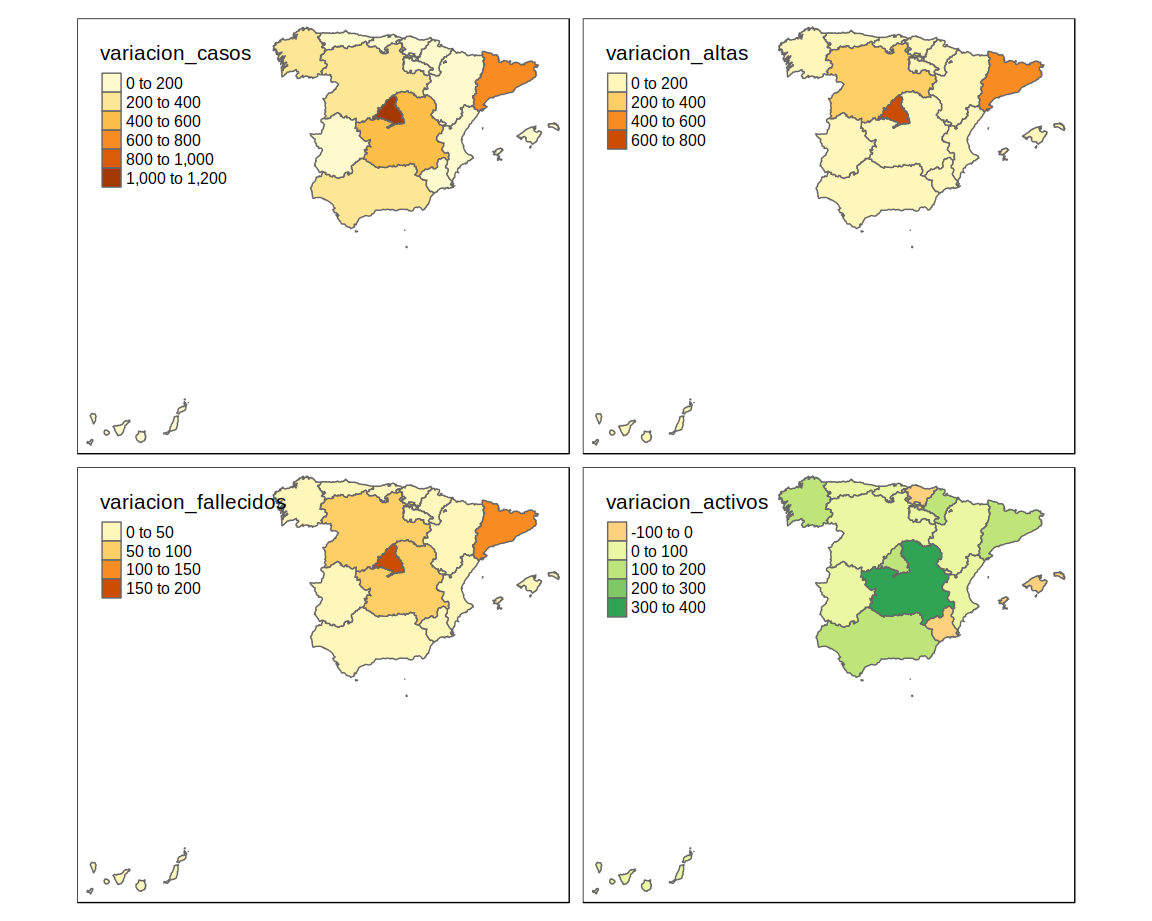 variacion_casos
0 to 200
200 to 400
400 to 600
600 to 800
800 to 1,000
1,000 to 1,200
variacion_altas
0 to 200
200 to 400
400 to 600
600 to 800
variacion_fallecidos
0 to 50
50 to 100
100 to 150
150 to 200
variacion_activos
-100 to 0
0 to 100
100 to 200
200 to 300
300 to 400